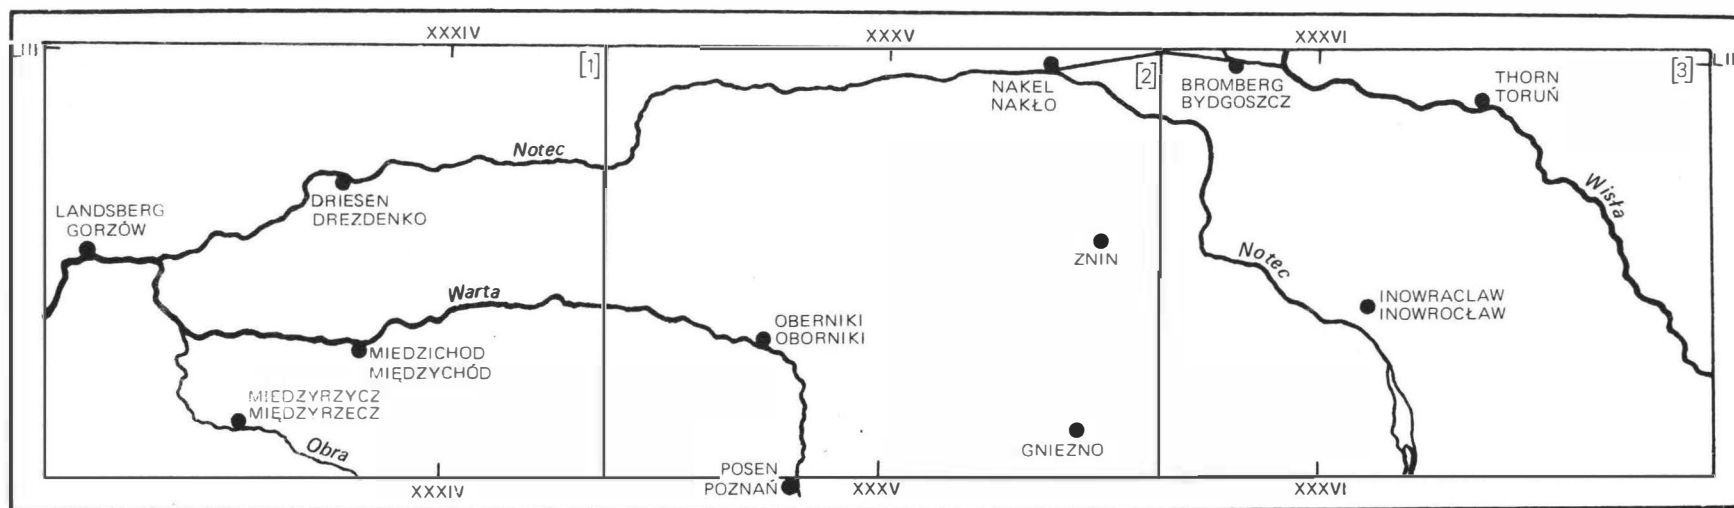 XXXIV
XXXV
XXXVI
LIII
LII
[1]
[2]
[3]
NAKEL
NAKŁO
BROMBERG
BYDGOSZCZ
THORN
TORUŃ
Notec
DRIESEN
DREZDENKO
LANDSBERG
GORZÓW
Wisła
ZNIN
Notec
Warta
INOWRACLAW
INOWROCŁAW
OBERNIKI
OBORNIKI
MIEDZICHOD
MIĘDZYCHÓD
MIEDZYRZYCZ
MIĘDZYRZECZ
Obra
GNIEZNO
POSEN
POZNAŃ
XXXIV
XXXV
XXXVI